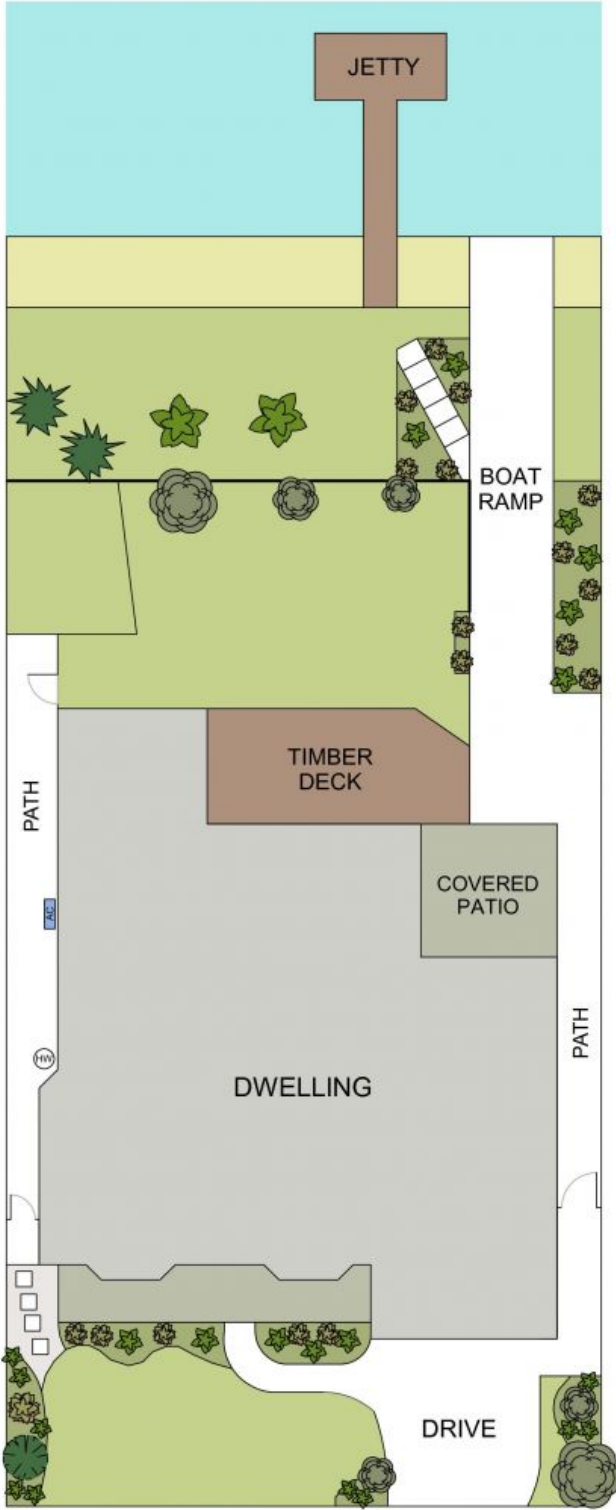 JETTY
BOAT
RAMP
TIMBER
DECK
PATH
COVERED
PATIO
AC
PATH
HW
DWELLING
DRIVE